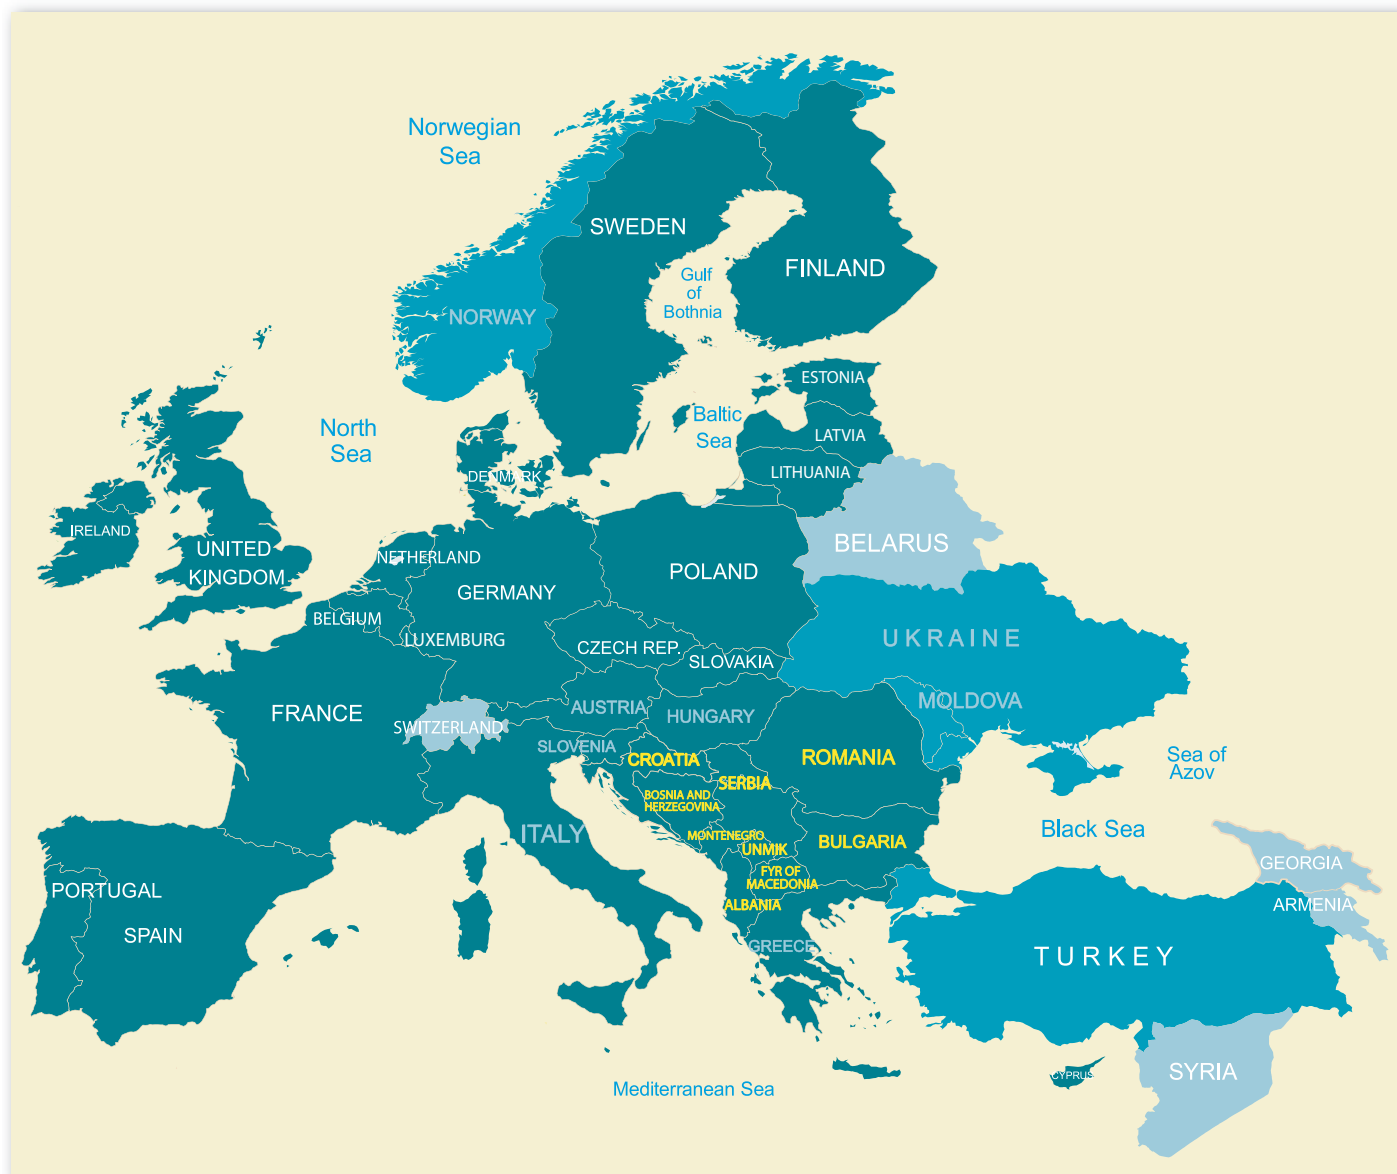 Norwegian
Sea
SWEDEN
FINLAND
Gulf
of
Bothnia
NORWAY
ESTONIA
North
Sea
Baltic
Sea
LATVIA
LITHUANIA
DENMARK
IRELAND
UNITED
KINGDOM
NETHERLAND
BELARUS
POLAND
GERMANY
BELGIUM
LUXEMBURG
CZECH REP.
SLOVAKIA
UKRAINE
FRANCE
SWITZERLAND
AUSTRIA
HUNGARY
MOLDOVA
SLOVENIA
CROATIA
ROMANIA
SERBIA
Sea of
Azov
BOSNIA AND
HERZEGOVINA
ITALY
MONTENEGRO
UNMIK
BULGARIA
Black Sea
GEORGIA
FYR OF
MACEDONIA
PORTUGAL
SPAIN
ALBANIA
ARMENIA
GREECE
TURKEY
CYPRUS
SYRIA
Mediterranean Sea